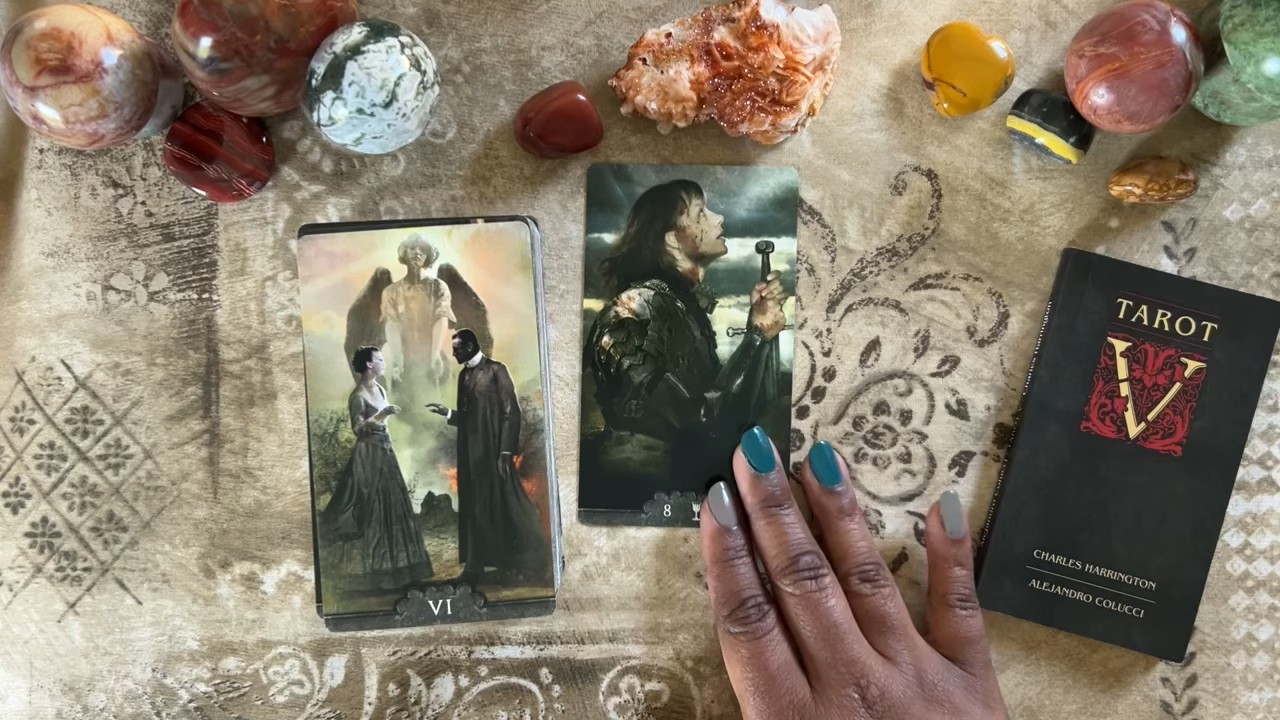 VI
8
TAROT
V
CHARLES HARRINGTON
ALEJANDRO COLUCCI